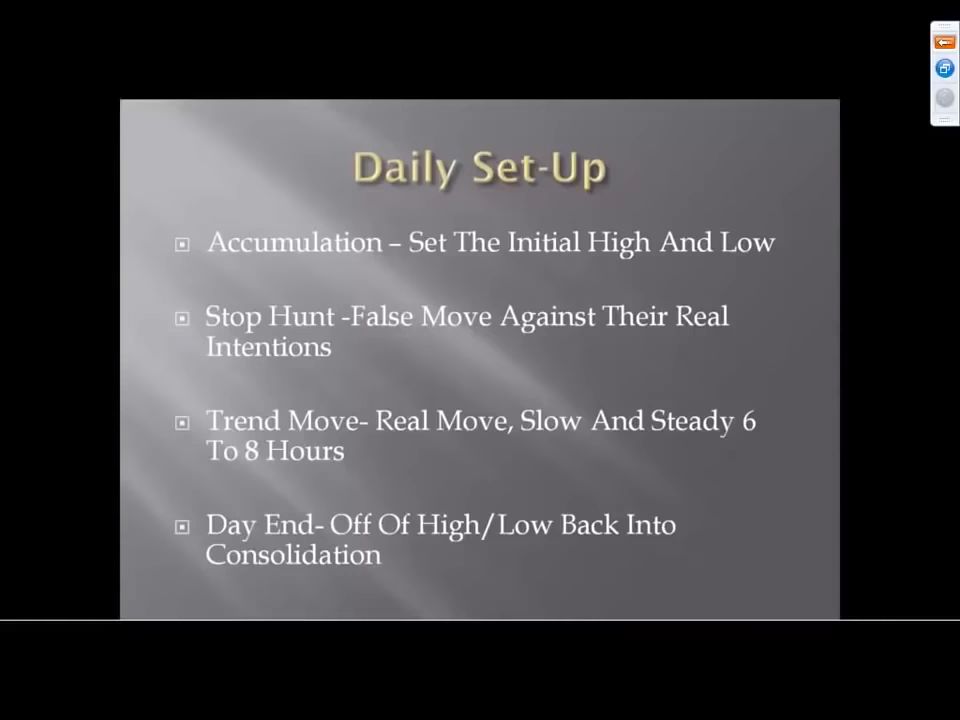 Daily Set-Up
Accumulation – Set The Initial High And Low
Stop Hunt -False Move Against Their Real
Intentions
Trend Move- Real Move, Slow And Steady 6
To 8 Hours
Day End- Off Of High/Low Back Into
Consolidation